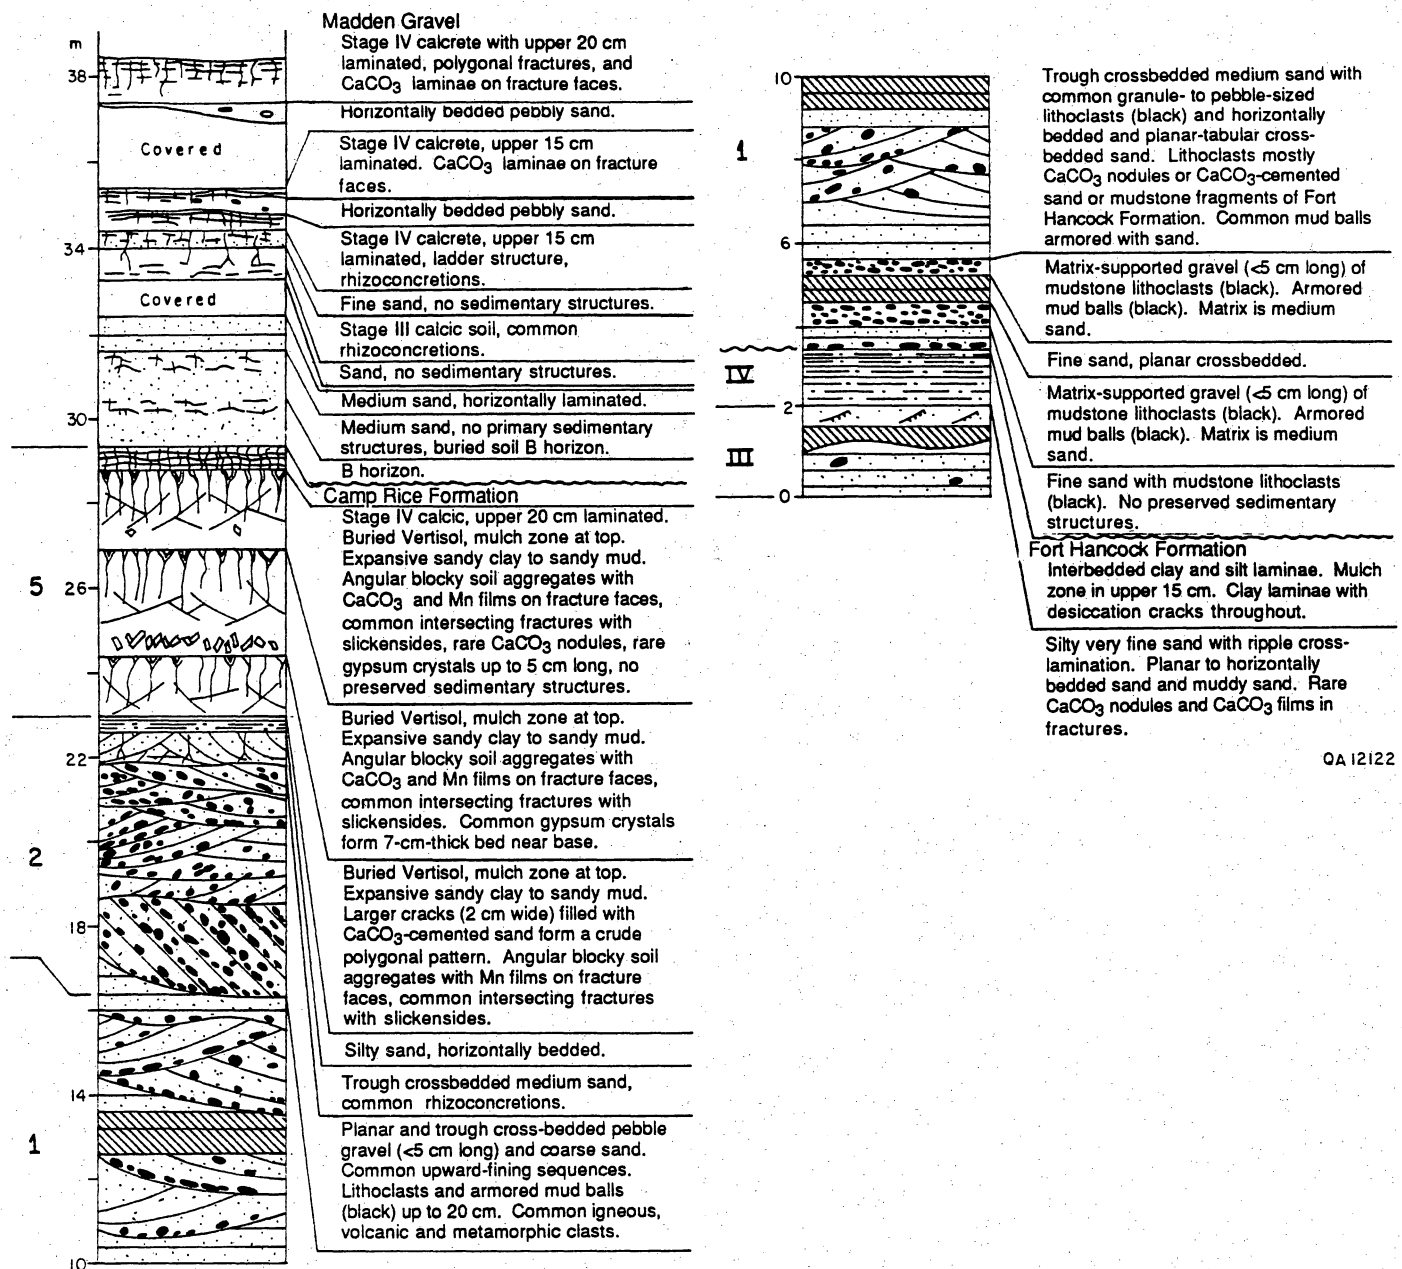 Madden Gravel
Stage IV calcrete with upper 20 cm
laminated, polygonal fractures, and
CaCO3 laminae on fracture faces.
Horizontally bedded pebbly sand.
Stage IV calcrete, upper 15 cm
laminated. CaCO3 laminae on fracture
faces.
Horizontally bedded pebbly sand.
Stage IV calcrete, upper 15 cm
laminated, ladder structure,
rhizoconcretions.
Fine sand, no sedimentary structures.
Stage III calcic soil, common
rhizoconcretions.
Sand, no sedimentary structures.
Medium sand, horizontally laminated.
Medium sand, no primary sedimentary
structures, buried soil B horizon.
B horizon.
Camp Rice Formation
Stage IV calcic, upper 20 cm laminated.
Buried Vertisol, mulch zone at top.
Expansive sandy clay to sandy mud.
Angular blocky soil aggregates with
CaCO3 and Mn films on fracture faces,
common intersecting fractures with
slickensides, rare CaCO3 nodules, rare
gypsum crystals up to 5 cm long, no
preserved sedimentary structures.
Buried Vertisol, mulch zone at top.
Expansive sandy clay to sandy mud.
Angular blocky soil aggregates with
CaCO3 and Mn films on fracture faces,
common intersecting fractures with
slickensides. Common gypsum crystals
form 7-cm-thick bed near base.
Buried Vertisol, mulch zone at top.
Expansive sandy clay to sandy mud.
Larger cracks (2 cm wide) filled with
CaCO3-cemented sand form a crude
polygonal pattern. Angular blocky soil
aggregates with Mn films on fracture
faces, common intersecting fractures
with slickensides.
Silty sand, horizontally bedded.
Trough crossbedded medium sand,
common rhizoconcretions.
Planar and trough cross-bedded pebble
gravel (<5 cm long) and coarse sand.
Common upward-fining sequences.
Lithoclasts and armored mud balls
(black) up to 20 cm. Common igneous,
volcanic and metamorphic clasts.
m
38
Covered
34
Covered
30
5
26
22
2
18
14
1
10
10
1
6
IV
2
III
0
Trough crossbedded medium sand with
common granule- to pebble-sized
lithoclasts (black) and horizontally
bedded and planar-tabular cross-
bedded sand. Lithoclasts mostly
CaCO3 nodules or CaCO3-cemented
sand or mudstone fragments of Fort
Hancock Formation. Common mud balls
armored with sand.
Matrix-supported gravel (<5 cm long) of
mudstone lithoclasts (black). Armored
mud balls (black). Matrix is medium
sand.
Fine sand, planar crossbedded.
Matrix-supported gravel (<5 cm long) of
mudstone lithoclasts (black). Armored
mud balls (black). Matrix is medium
sand.
Fine sand with mudstone lithoclasts
(black). No preserved sedimentary
structures.
Fort Hancock Formation
Interbedded clay and silt laminae. Mulch
zone in upper 15 cm. Clay laminae with
desiccation cracks throughout.
Silty very fine sand with ripple cross-
lamination. Planar to horizontally
bedded sand and muddy sand. Rare
CaCO3 nodules and CaCO3 films in
fractures.
QA12122